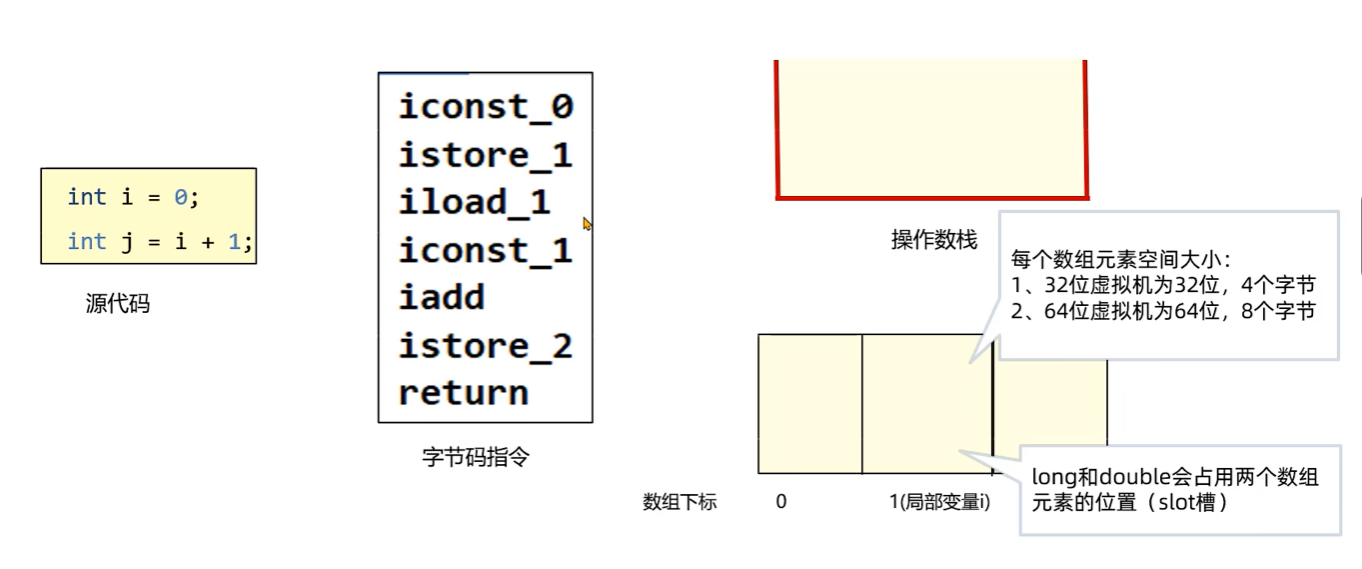 int i = 0;
int j = i + 1;
源代码
iconst_0
istore_1
iload_1
iconst_1
iadd
istore_2
return
字节码指令
操作数栈
每个数组元素空间大小：
1、32位虚拟机为32位，4个字节
2、64位虚拟机为64位，8个字节
数组下标
0
1(局部变量i)
long和double会占用两个数组
元素的位置（slot槽）